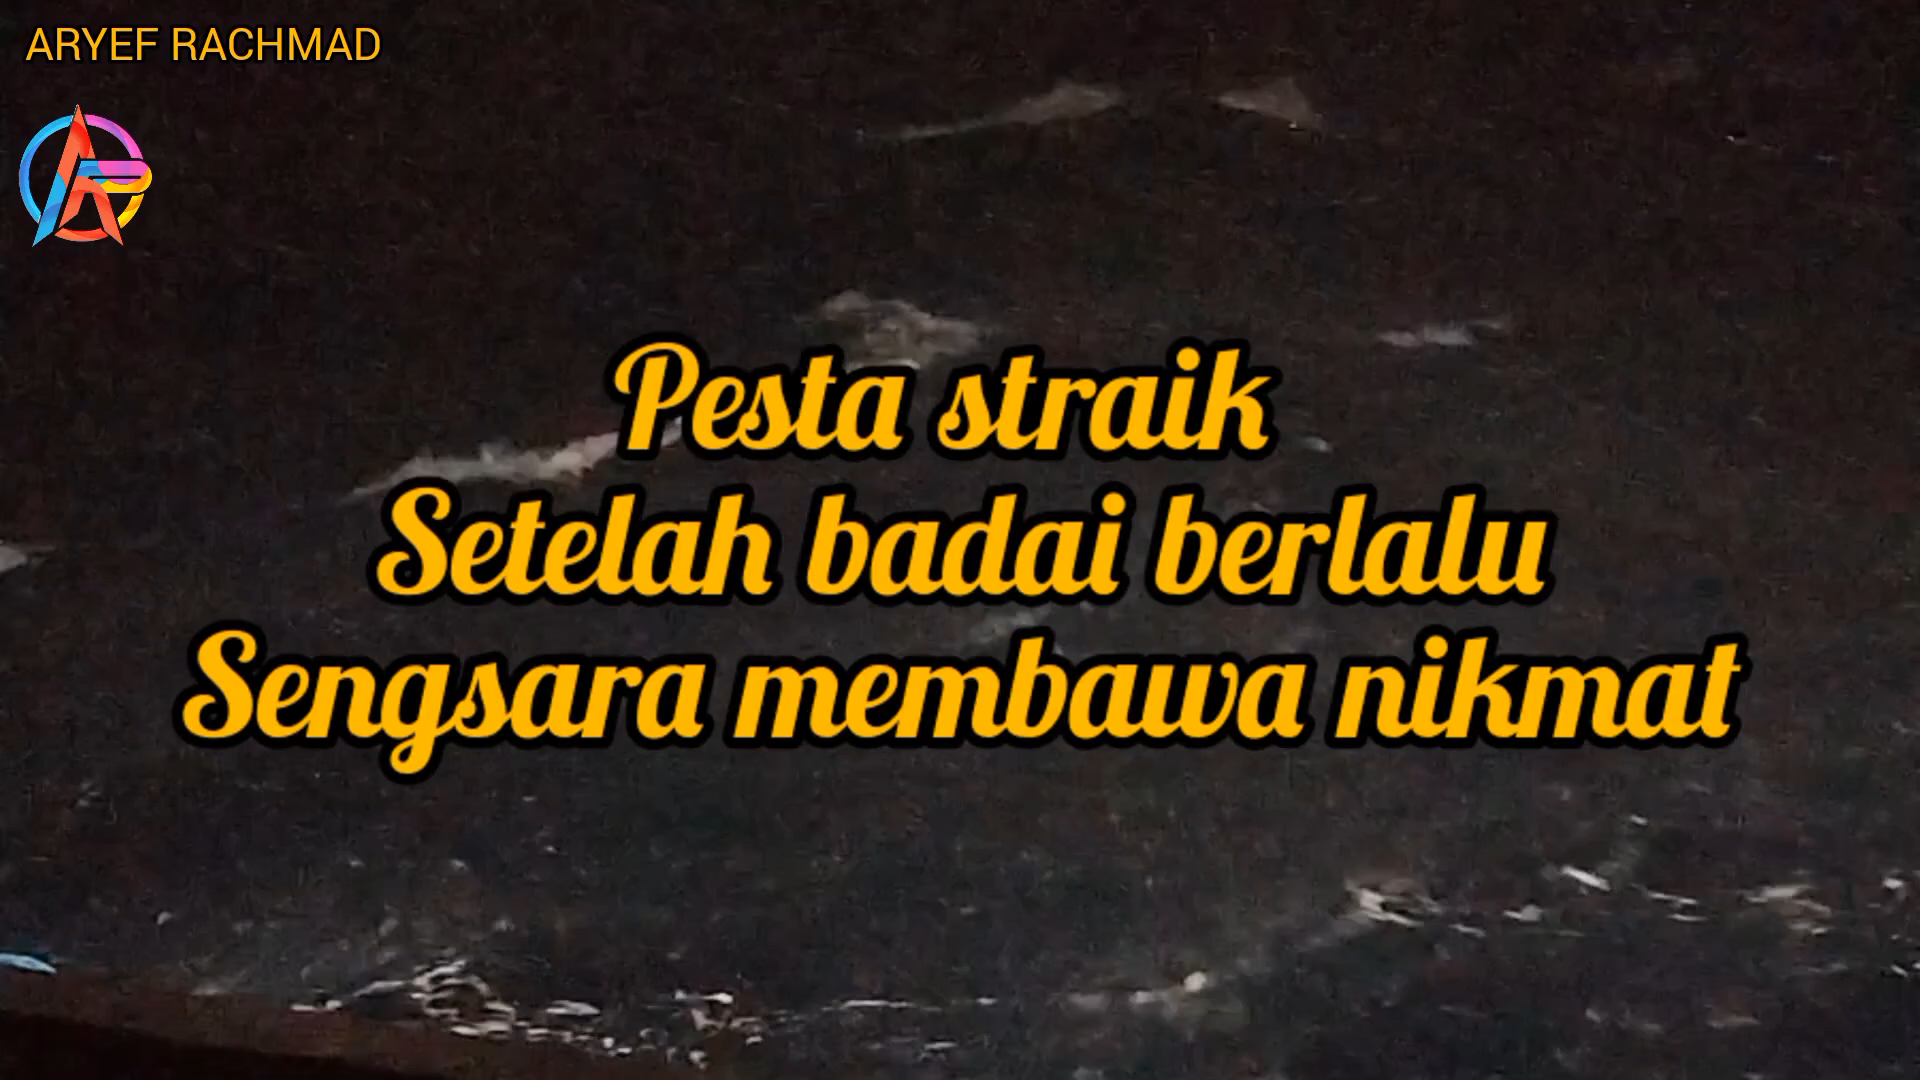 ARYEF RACHMAD
Pesta straik
Setelah badai berlalu
Sengsara membawa nikmat